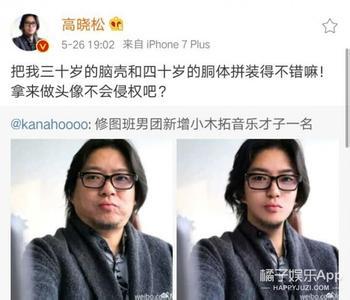 高晓松
5-26 19:02 来自 iPhone 7 Plus
把我三十岁的脑壳和四十岁的胴体拼装得不错嘛!
拿来做头像不会侵权吧?
@kanahoooo: 修图班男团新增小木拓音乐才子一名
橘子娱乐App
HAPPYJUZI.COM